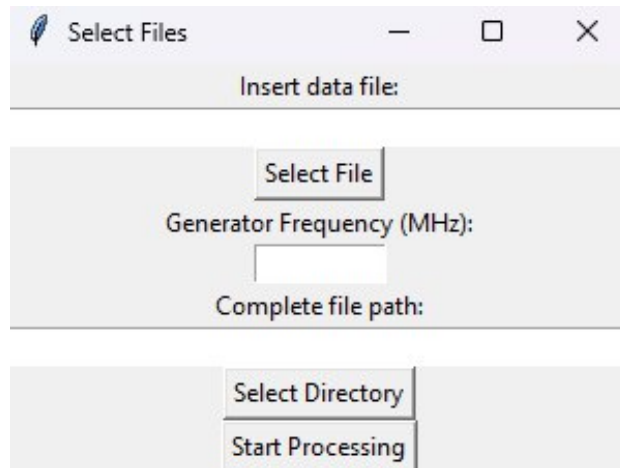 Select Files
Insert data file:
Select File
Generator Frequency (MHz):
Complete file path:
Select Directory
Start Processing